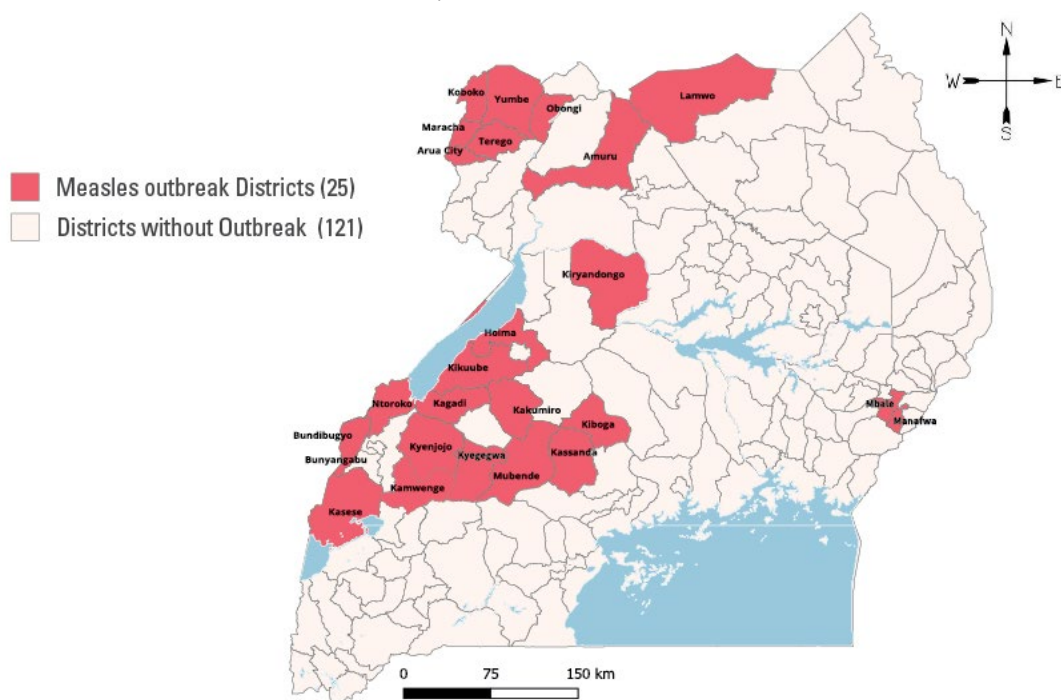 N
W
E
S
Koboko
Yumbe
Obongi
Lamwo
Maracha
Terego
Arua City
Amuru
Measles outbreak Districts (25)
Districts without Outbreak (121)
Kiryandongo
Hoima
Kikuube
Ntoroko
Kagadi
Kakumiro
Kiboga
Mbale
Manafwa
Bundibugyo
Kyenjojo
Kyegegwa
Kassanda
Bunyangabu
Mubende
Kamwenge
Kasese
0 75 150 km